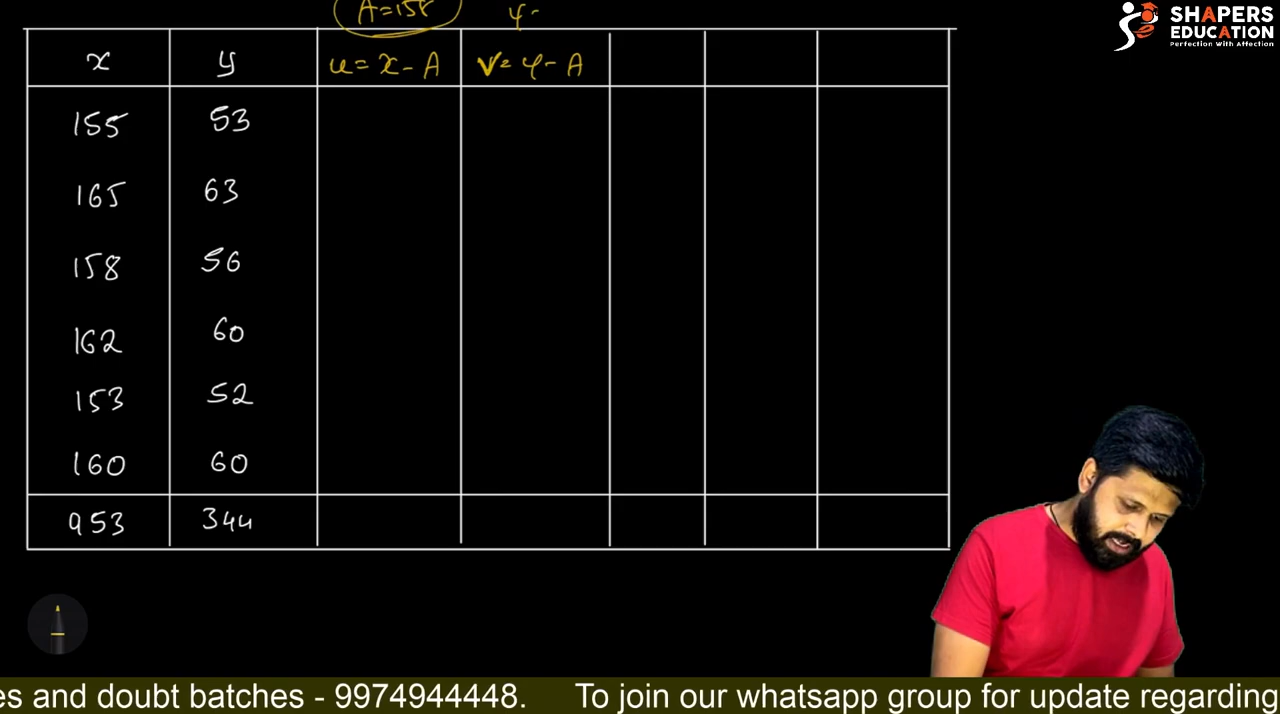 A=158 y-
x y u= x-A v= y-A
155 53
165 63
158 56
162 60
153 52
160 60
953 344
SHAPERS
EDUCATION
Perfection With Affection
es and doubt batches - 9974944448. To join our whatsapp group for update regarding